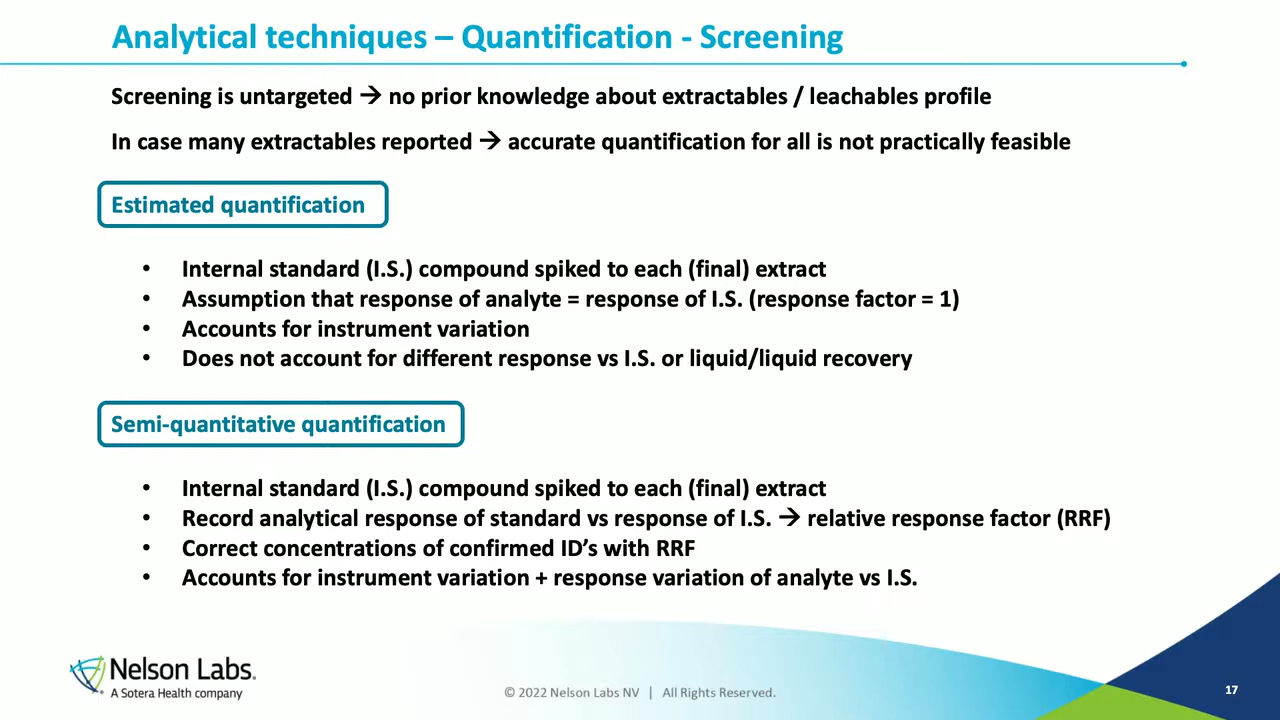 Analytical techniques – Quantification - Screening
Screening is untargeted → no prior knowledge about extractables / leachables profile
In case many extractables reported → accurate quantification for all is not practically feasible
Estimated quantification
• Internal standard (I.S.) compound spiked to each (final) extract
• Assumption that response of analyte = response of I.S. (response factor = 1)
• Accounts for instrument variation
• Does not account for different response vs I.S. or liquid/liquid recovery
Semi-quantitative quantification
• Internal standard (I.S.) compound spiked to each (final) extract
• Record analytical response of standard vs response of I.S. → relative response factor (RRF)
• Correct concentrations of confirmed ID’s with RRF
• Accounts for instrument variation + response variation of analyte vs I.S.
Nelson Labs.
A Sotera Health company
© 2022 Nelson Labs NV | All Rights Reserved.
17